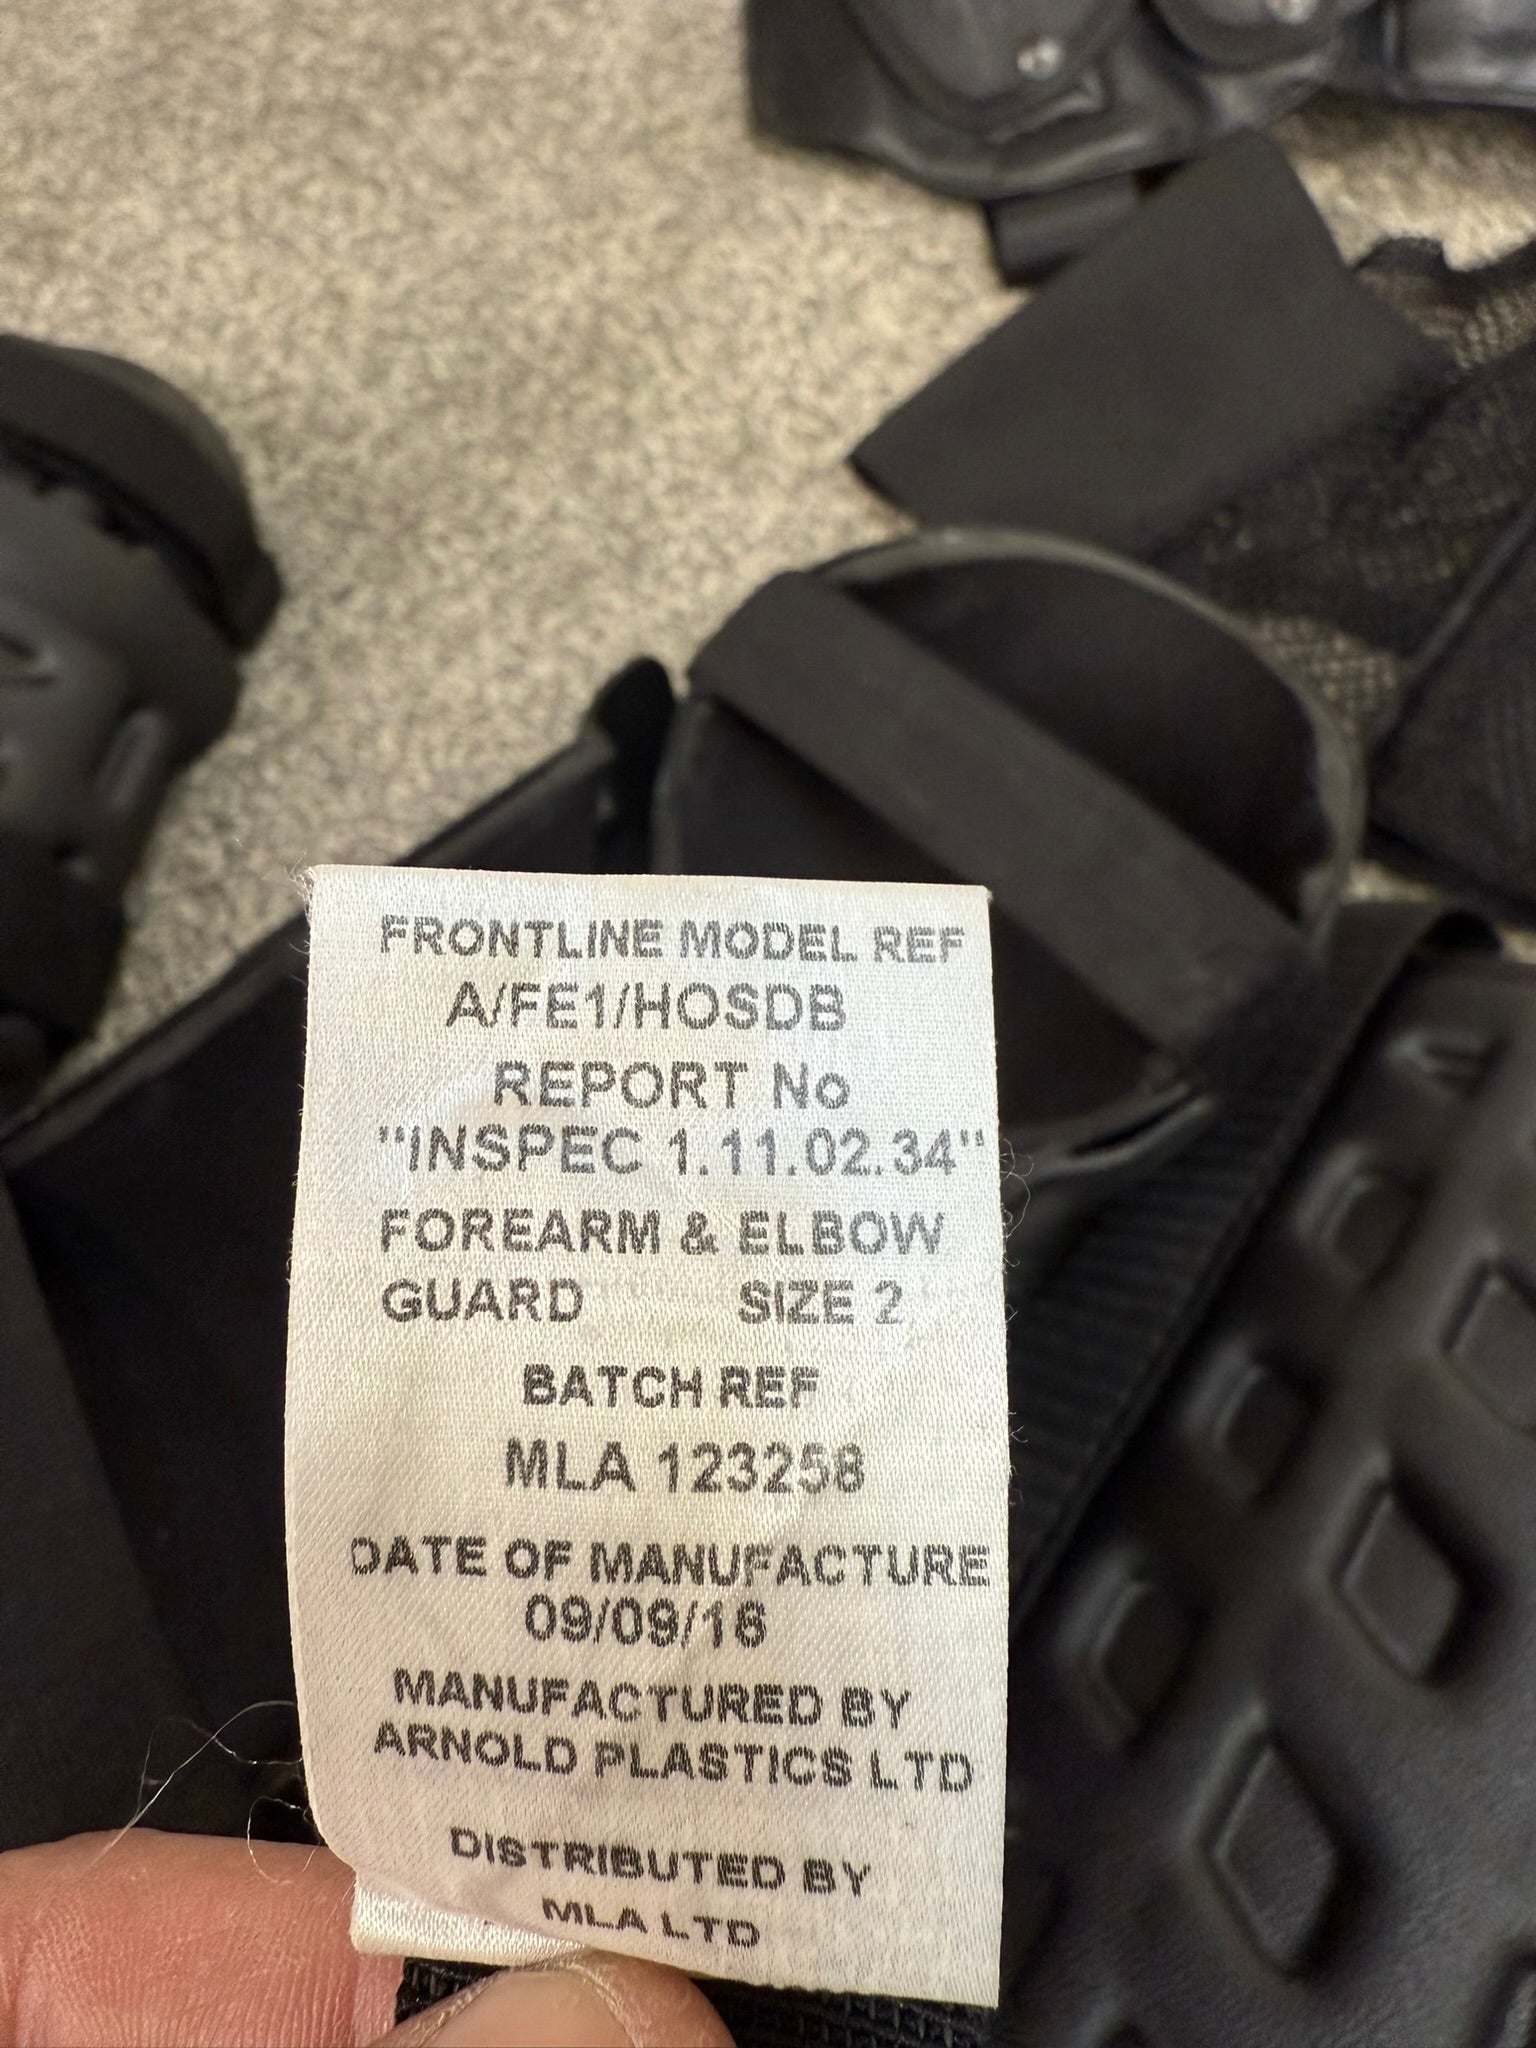 FRONTLINE MODEL REF
A/FE1/HOSDB
REPORT No
"INSPEC 1.11.02.34"
FOREARM & ELBOW
GUARD SIZE 2
BATCH REF
MLA 123258
DATE OF MANUFACTURE
09/09/16
MANUFACTURED BY
ARNOLD PLASTICS LTD
DISTRIBUTED BY
MLA LTD